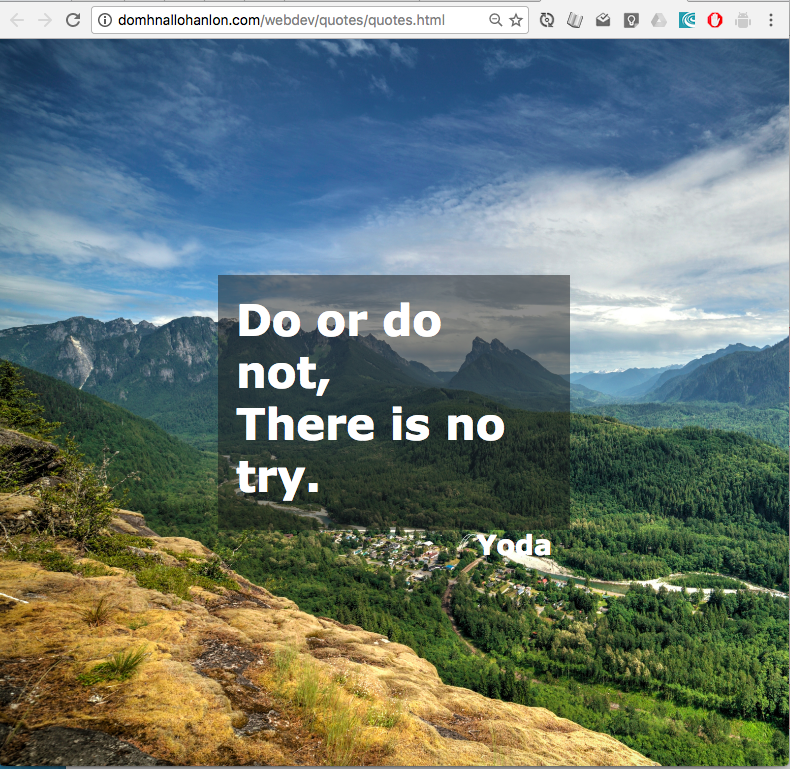 domhnallohanlon.com/webdev/quotes/quotes.html
Do or do
not,
There is no
try.
Yoda